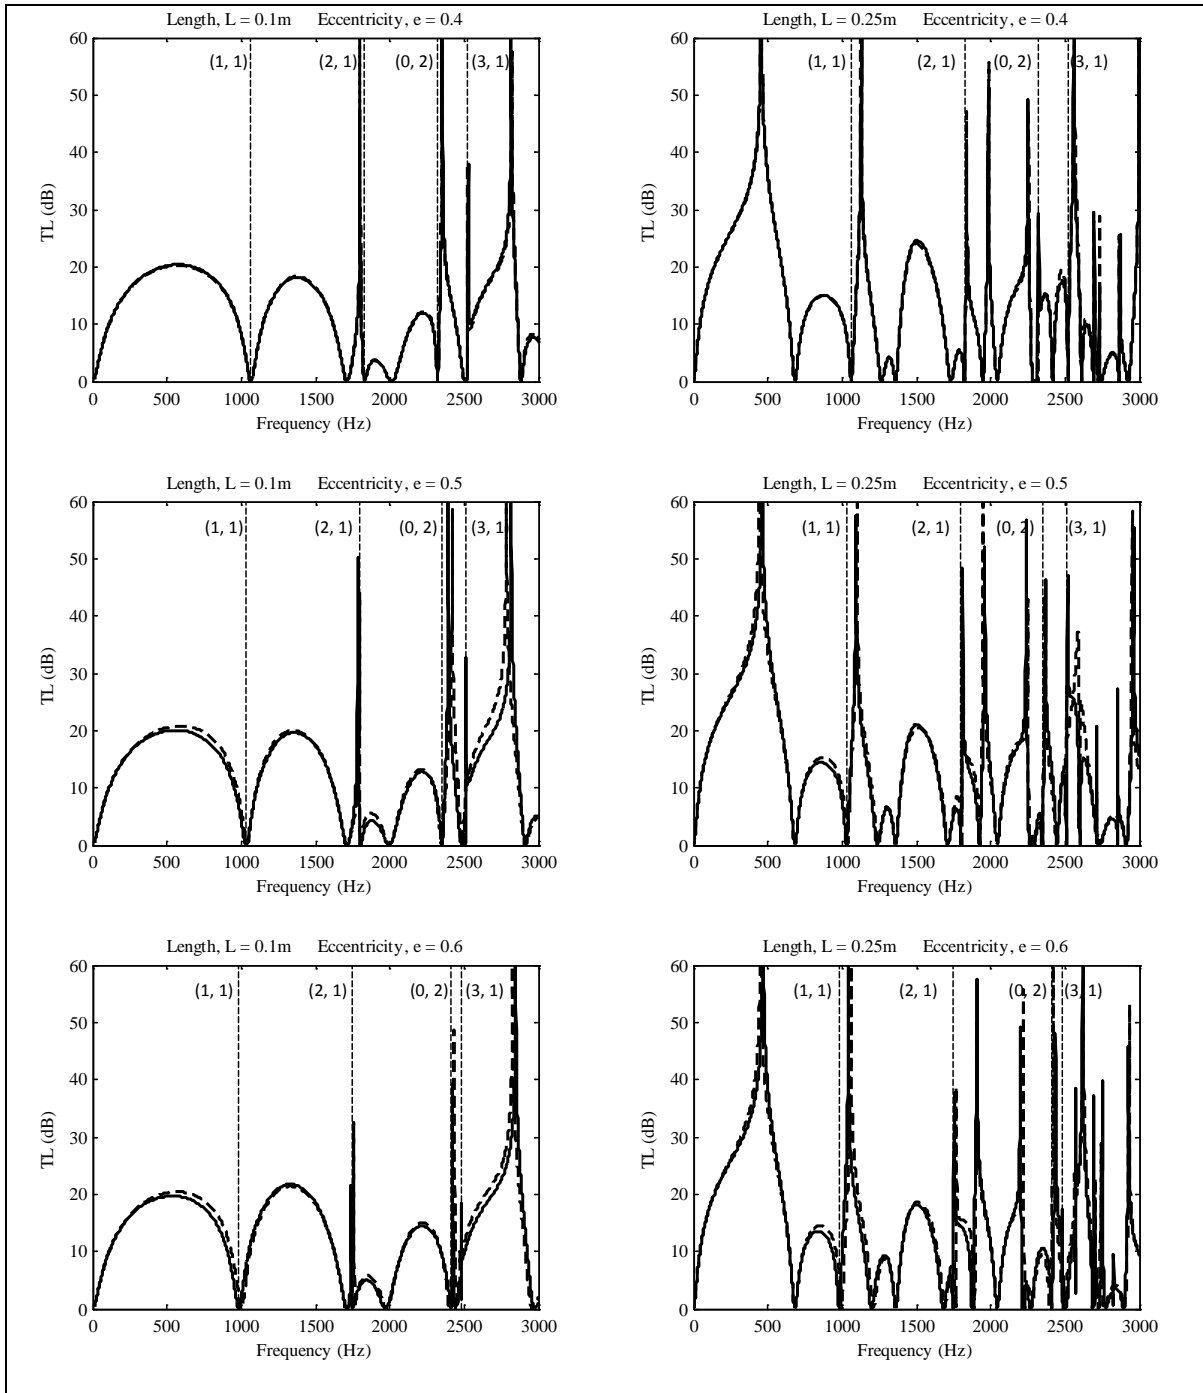 Length, L = 0.1m Eccentricity, e = 0.4
60
50
40
30
20
10
0
TL (dB)
(1, 1) (2, 1) (0, 2) (3, 1)
0 500 1000 1500 2000 2500 3000
Frequency (Hz)
Length, L = 0.25m Eccentricity, e = 0.4
60
50
40
30
20
10
0
TL (dB)
(1, 1) (2, 1) (0, 2) (3, 1)
0 500 1000 1500 2000 2500 3000
Frequency (Hz)
Length, L = 0.1m Eccentricity, e = 0.5
60
50
40
30
20
10
0
TL (dB)
(1, 1) (2, 1) (0, 2) (3, 1)
0 500 1000 1500 2000 2500 3000
Frequency (Hz)
Length, L = 0.25m Eccentricity, e = 0.5
60
50
40
30
20
10
0
TL (dB)
(1, 1) (2, 1) (0, 2) (3, 1)
0 500 1000 1500 2000 2500 3000
Frequency (Hz)
Length, L = 0.1m Eccentricity, e = 0.6
60
50
40
30
20
10
0
TL (dB)
(1, 1) (2, 1) (0, 2) (3, 1)
0 500 1000 1500 2000 2500 3000
Frequency (Hz)
Length, L = 0.25m Eccentricity, e = 0.6
60
50
40
30
20
10
0
TL (dB)
(1, 1) (2, 1) (0, 2) (3, 1)
0 500 1000 1500 2000 2500 3000
Frequency (Hz)